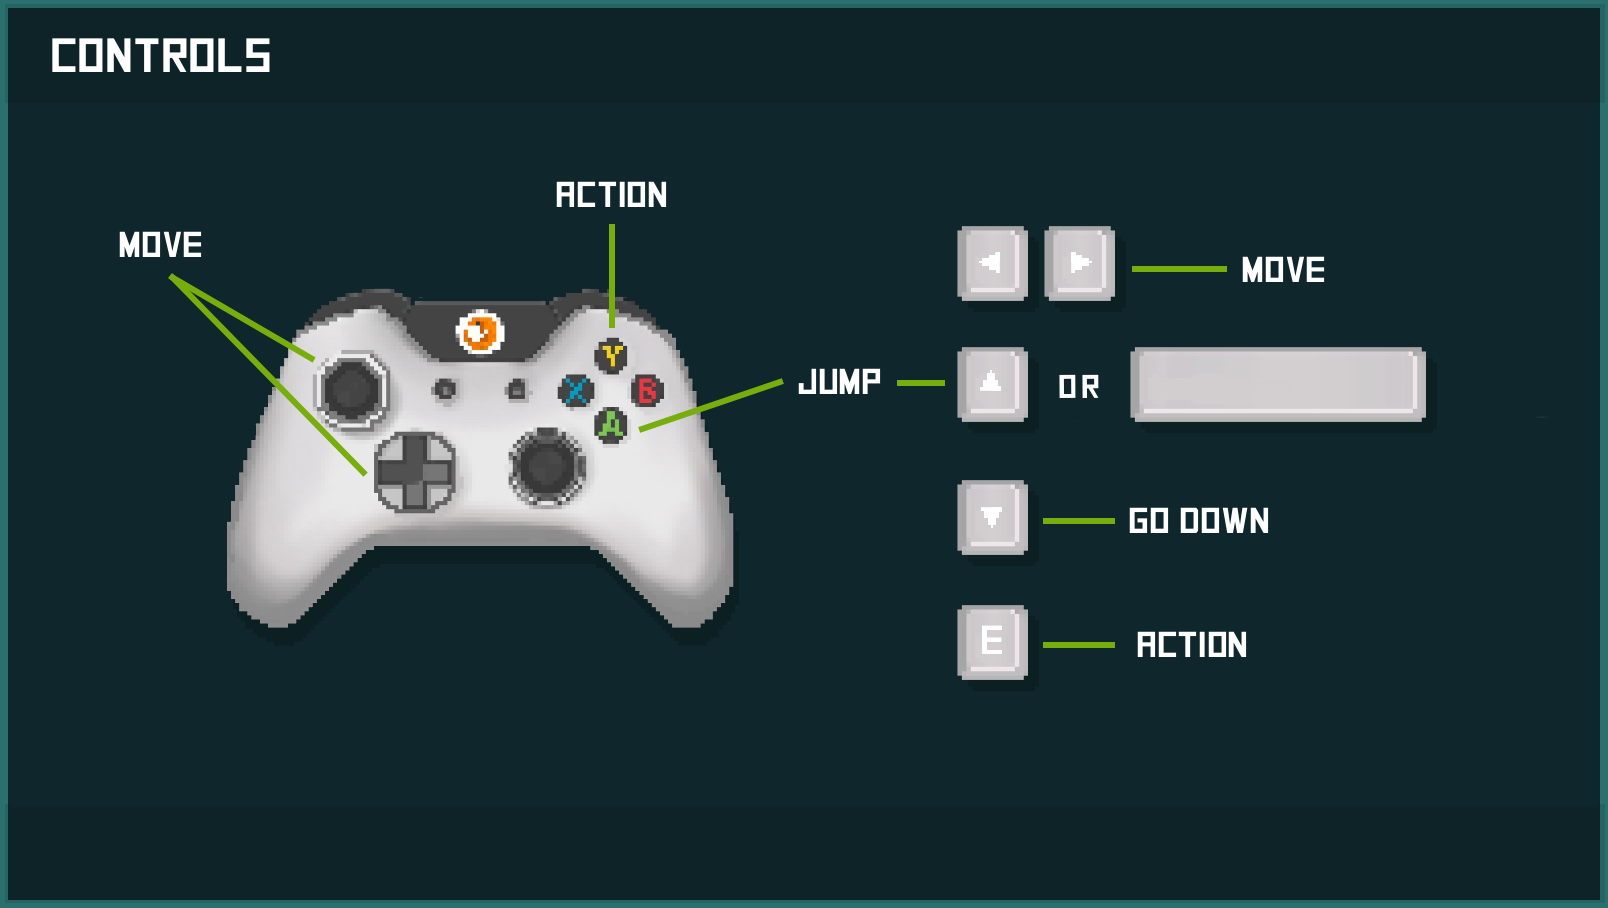 CONTROLS
ACTION
MOVE
Y
X
B
A
JUMP
MOVE
OR
GO DOWN
E
ACTION